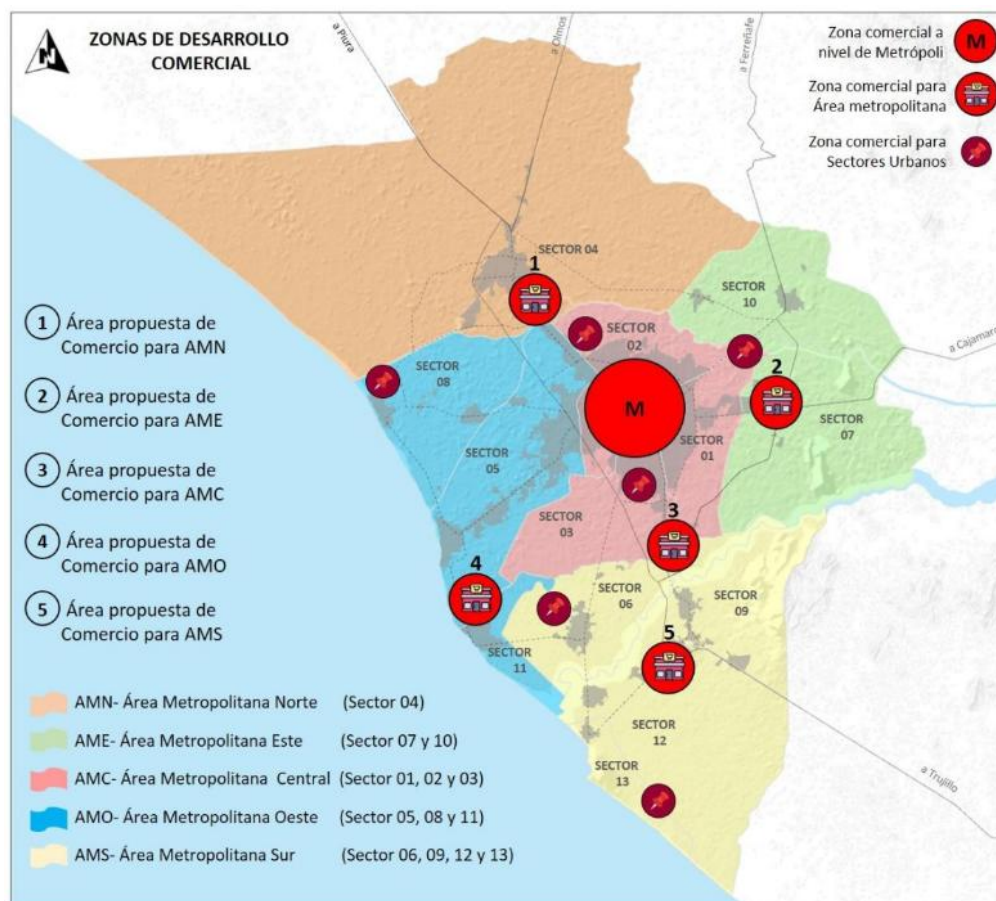 ZONAS DE DESARROLLO
COMERCIAL
N
a Piura
a Olmos
a Ferreñafe
Zona comercial a
nivel de Metrópoli
M
Zona comercial para
Área metropolitana
Zona comercial para
Sectores Urbanos
SECTOR 04
1
SECTOR
10
SECTOR
02
a Cajamarca
SECTOR
08
2
M
SECTOR
07
SECTOR
01
SECTOR
05
3
SECTOR
03
4
SECTOR
06
SECTOR
09
5
SECTOR
11
SECTOR
12
SECTOR
13
a Trujillo
1 Área propuesta de
Comercio para AMN
2 Área propuesta de
Comercio para AME
3 Área propuesta de
Comercio para AMC
4 Área propuesta de
Comercio para AMO
5 Área propuesta de
Comercio para AMS
AMN- Área Metropolitana Norte (Sector 04)
AME- Área Metropolitana Este (Sector 07 y 10)
AMC- Área Metropolitana Central (Sector 01, 02 y 03)
AMO- Área Metropolitana Oeste (Sector 05, 08 y 11)
AMS- Área Metropolitana Sur (Sector 06, 09, 12 y 13)